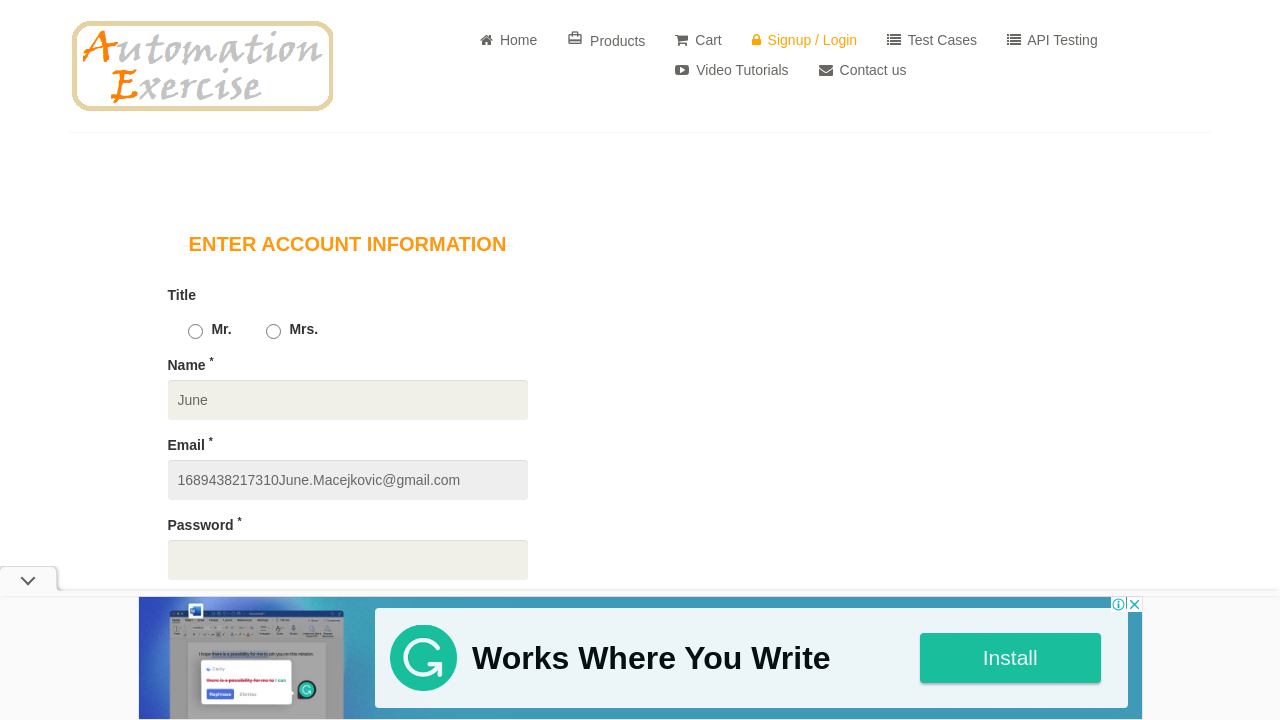 Automation
Exercise
Home Products Cart Signup / Login Test Cases API Testing
Video Tutorials Contact us
ENTER ACCOUNT INFORMATION
Title
Mr. Mrs.
Name *
June
Email *
1689438217310June.Macejkovic@gmail.com
Password *
Works Where You Write
Install